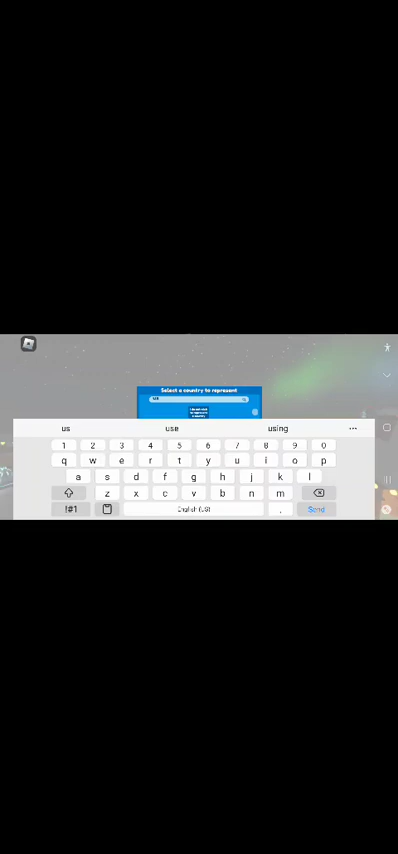 Select a country to represent
us use using ...
1 2 3 4 5 6 7 8 9 0
q w e r t y u i o p
a s d f g h j k l
z x c v b n m
!#1 English (US) . Send